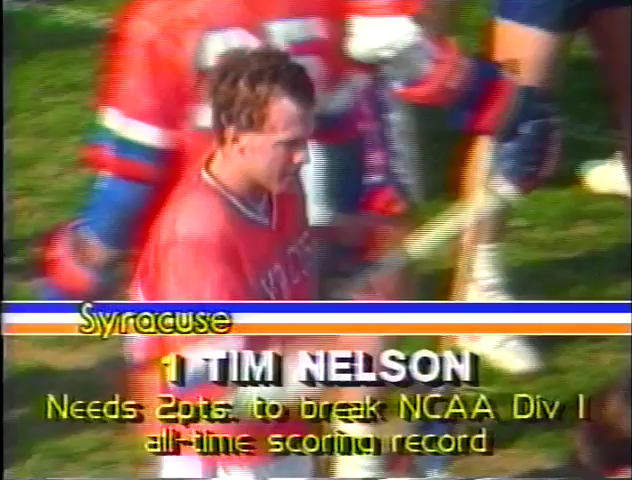 Syracuse
1 TIM NELSON
Needs 2pts. to break NCAA Div I
all-time scoring record